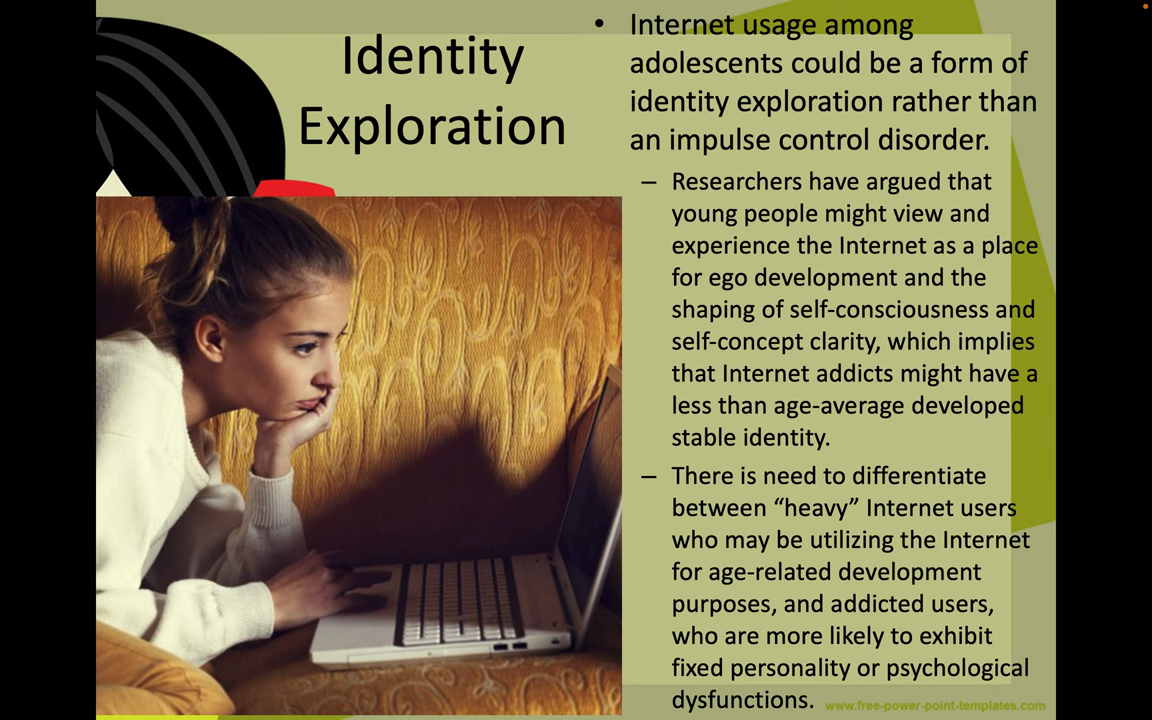 Identity
Exploration
• Internet usage among
adolescents could be a form of
identity exploration rather than
an impulse control disorder.
– Researchers have argued that
young people might view and
experience the Internet as a place
for ego development and the
shaping of self-consciousness and
self-concept clarity, which implies
that Internet addicts might have a
less than age-average developed
stable identity.
– There is need to differentiate
between “heavy” Internet users
who may be utilizing the Internet
for age-related development
purposes, and addicted users,
who are more likely to exhibit
fixed personality or psychological
dysfunctions.
www.free-power-point-templates.com